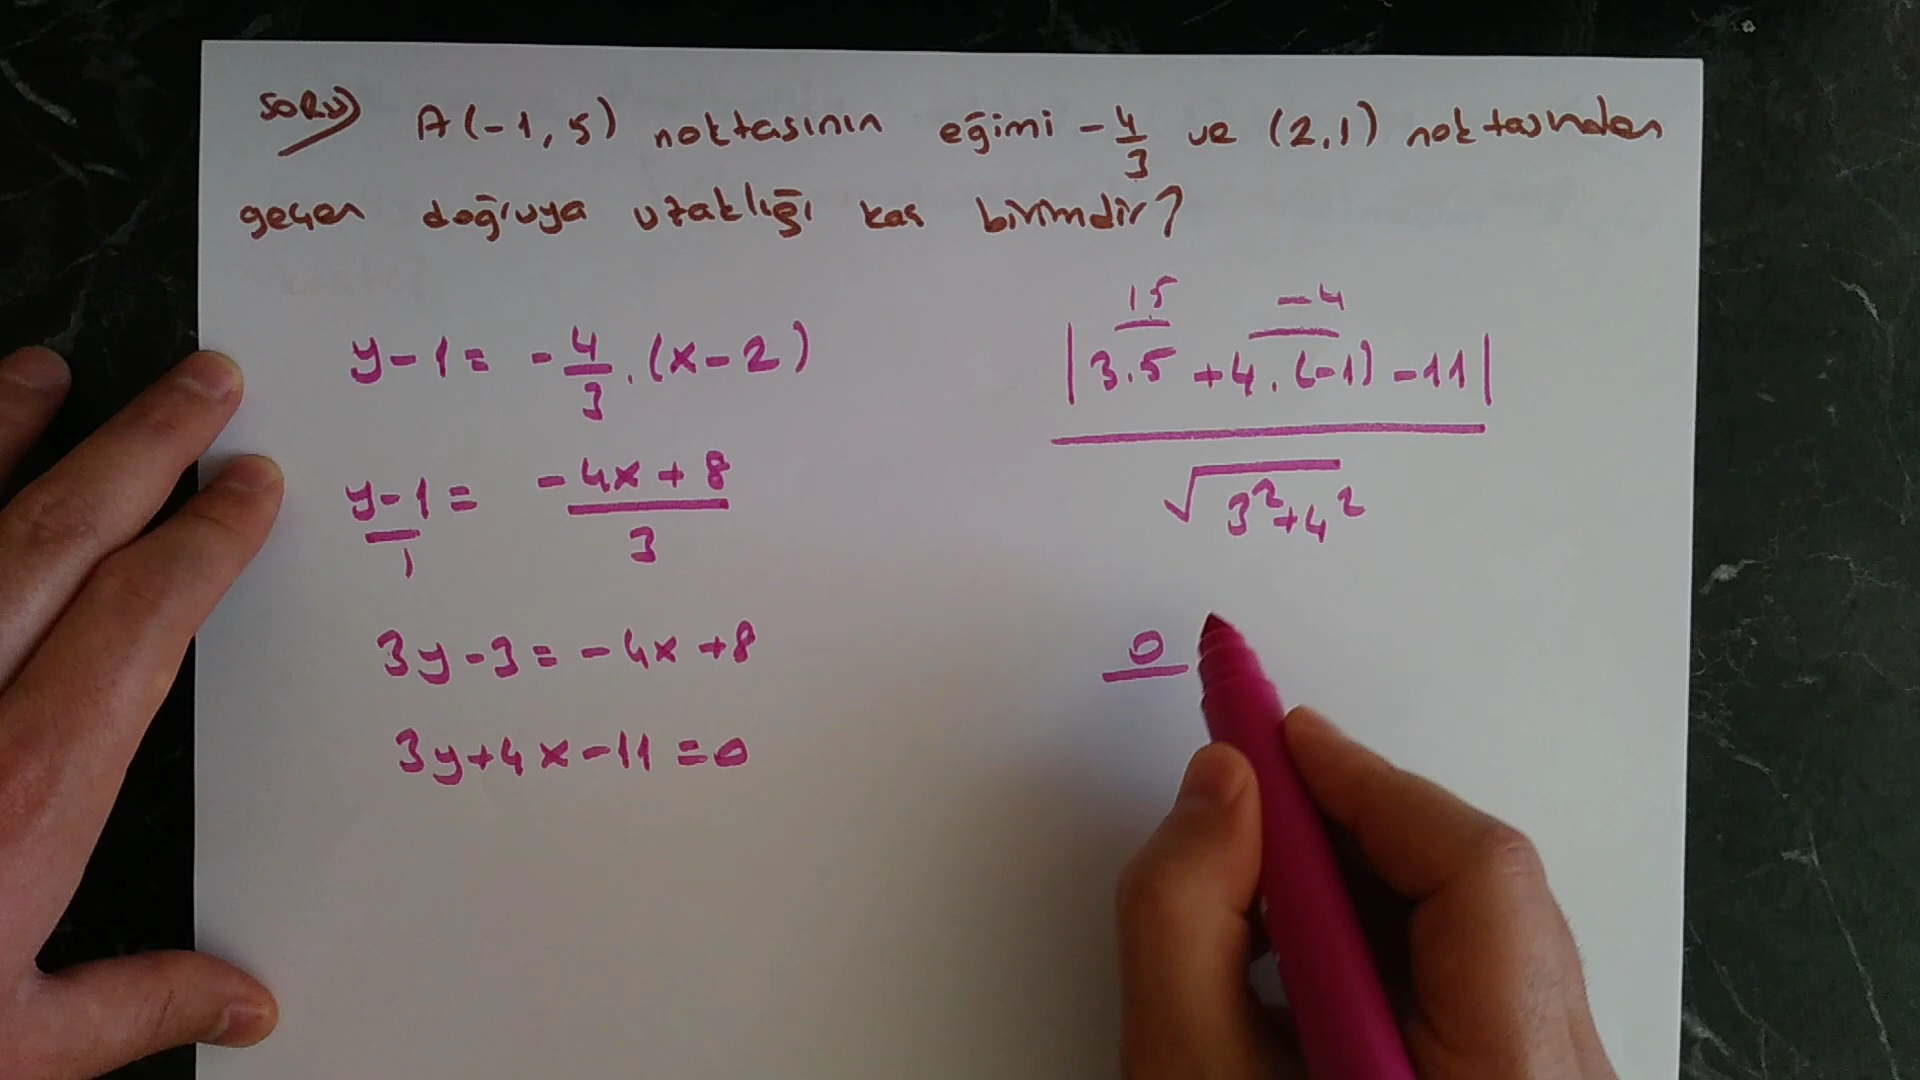 SORU) A(-1,5) noktasının eğimi -4/3 ve (2,1) noktasından
geçen doğruya uzaklığı kaç birimdir?
y-1 = -4/3 . (x-2)
(y-1)/1 = (-4x+8)/3
3y-3 = -4x+8
3y+4x-11=0
15 -4
|3.5+4.(-1)-11|
√3²+4²
0